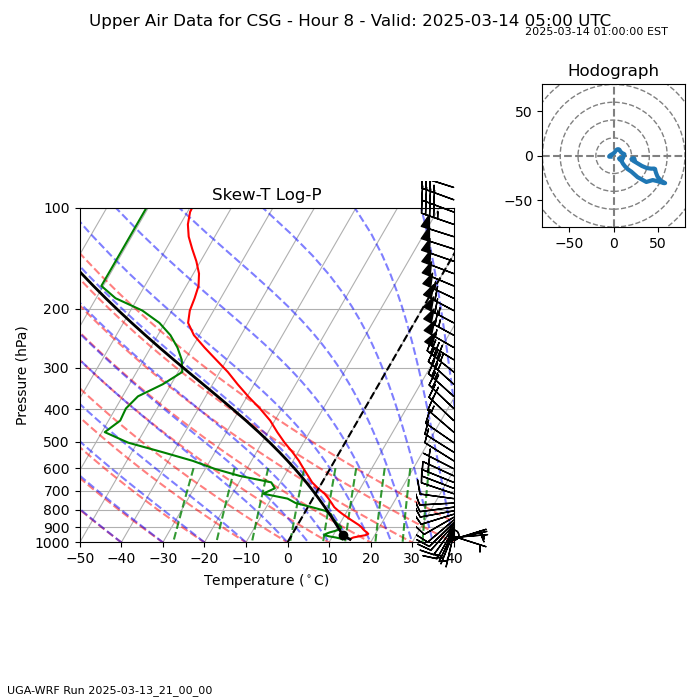 Upper Air Data for CSG - Hour 8 - Valid: 2025-03-14 05:00 UTC
2025-03-14 01:00:00 EST
Hodograph
50
0
−50
−50 0 50
Skew-T Log-P
100
200
300
400
500
600
700
800
900
1000
Pressure (hPa)
−50 −40 −30 −20 −10 0 10 20 30 40
Temperature (°C)
UGA-WRF Run 2025-03-13_21_00_00